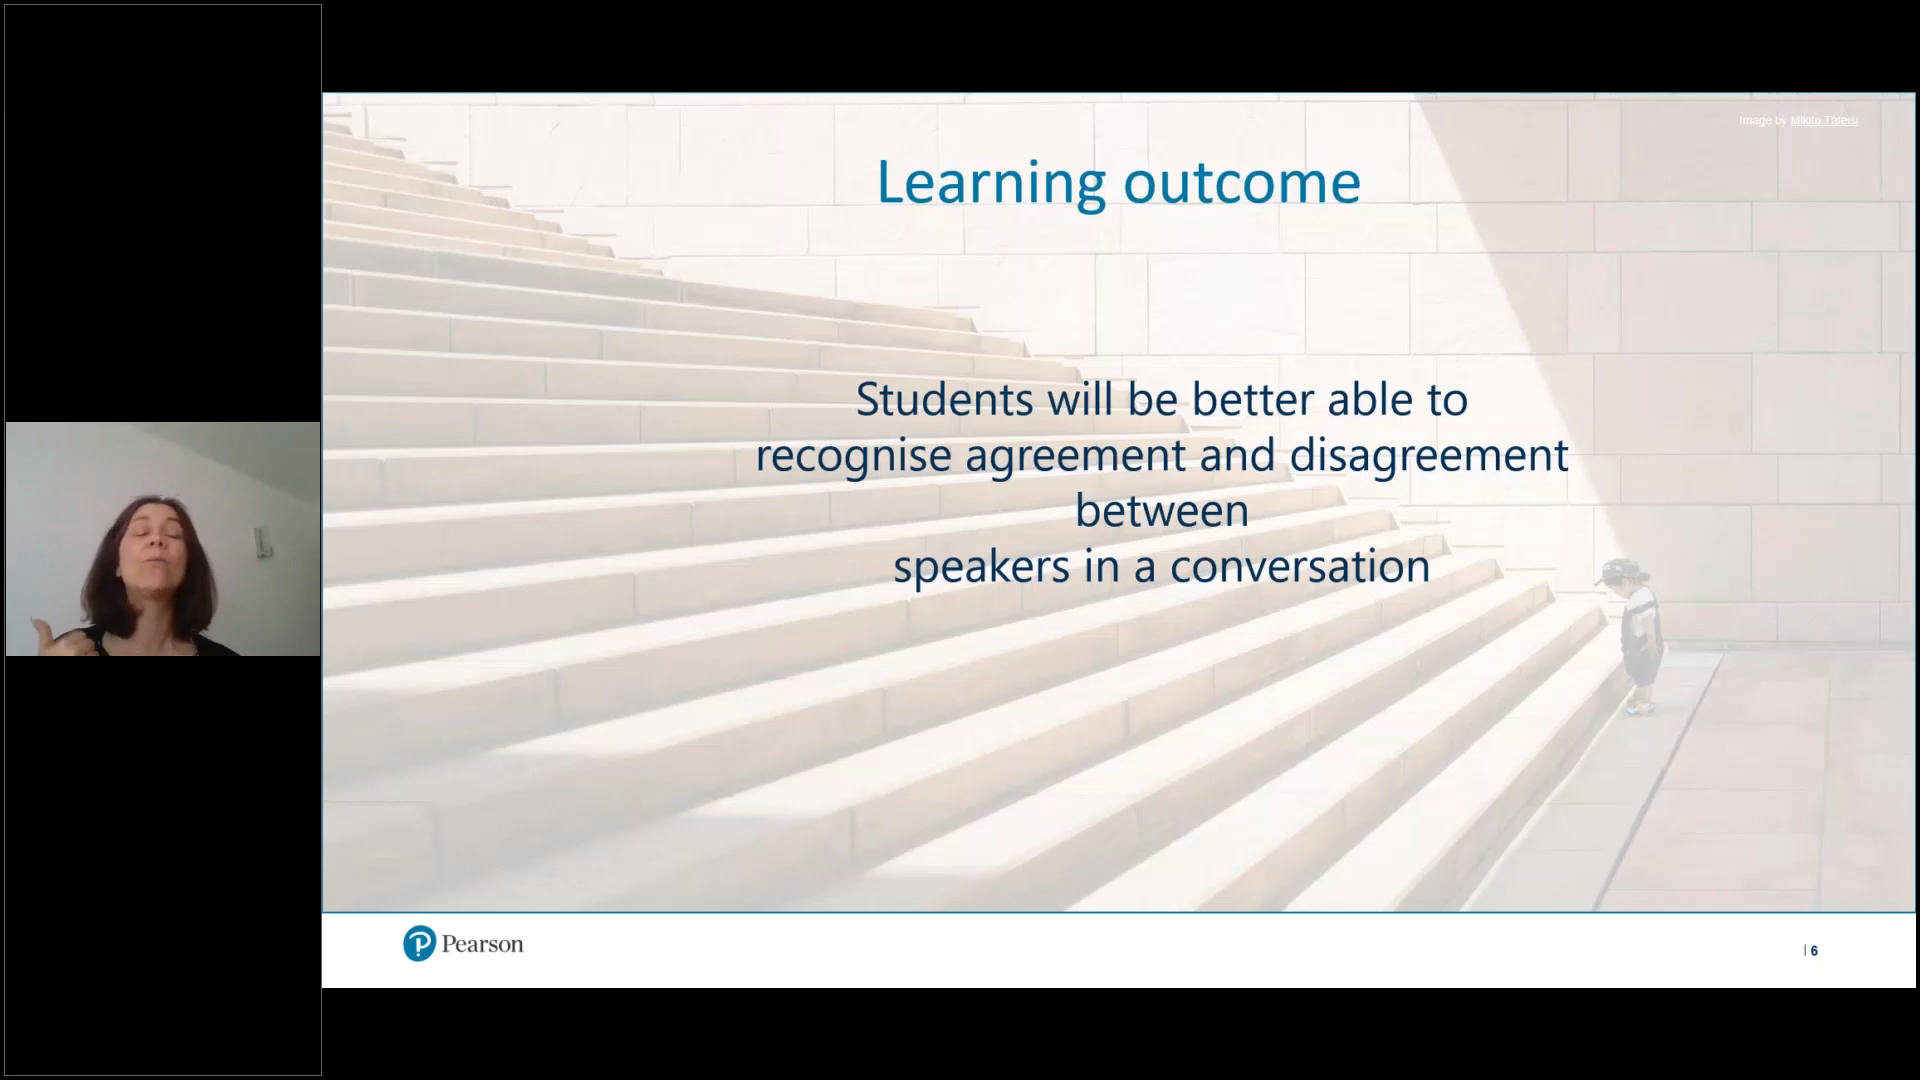 Image by Mikito Tateisi
Learning outcome
Students will be better able to
recognise agreement and disagreement
between
speakers in a conversation
Pearson
| 6